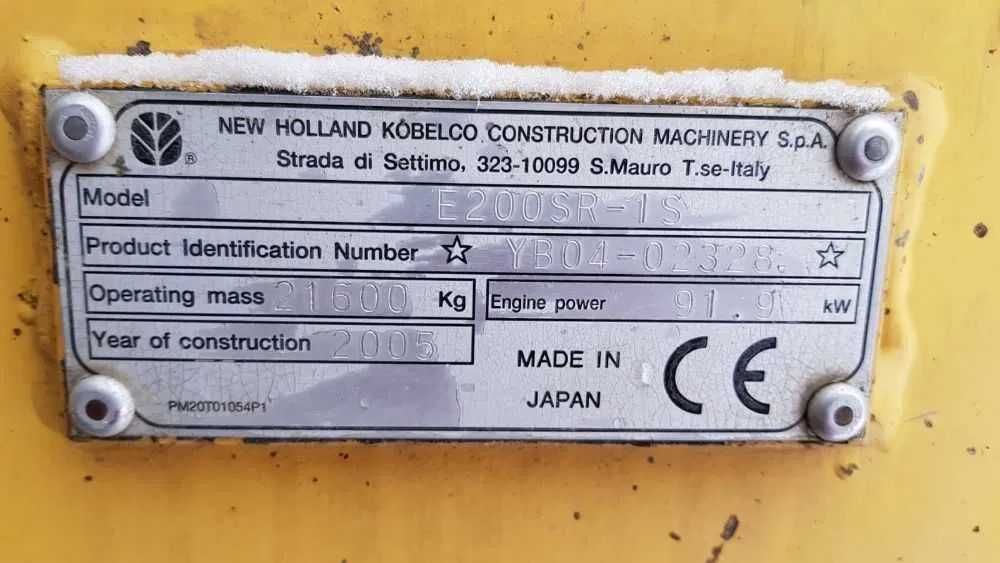 ® NEW HOLLAND KOBELCO CONSTRUCTION MACHINERY S.p.A.
Strada di Settimo, 323-10099 S.Mauro T.se-Italy
Model E200SR-1S
Product Identification Number ☆ YB04-02328 ☆
Operating mass 21600 Kg Engine power 91.9 kW
Year of construction 2005
MADE IN
JAPAN
CE
PM20T01054P1